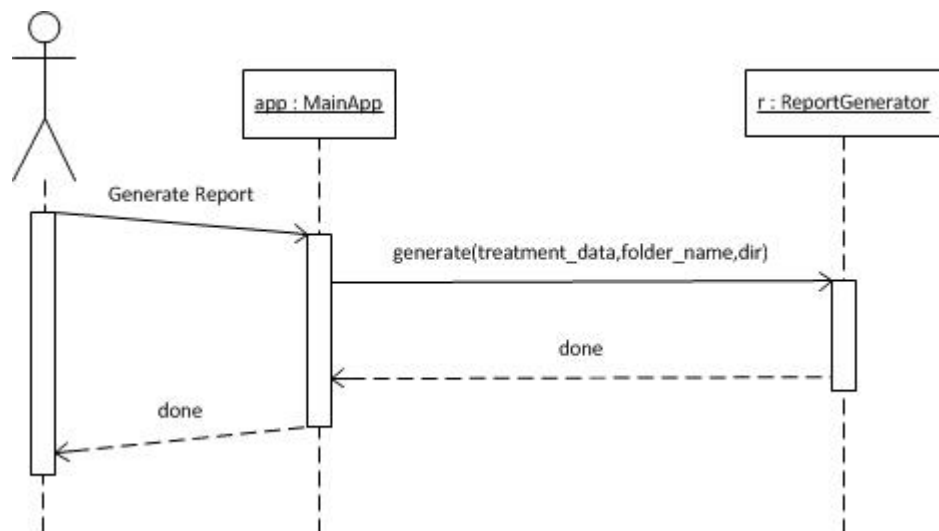 app : MainApp
r : ReportGenerator
Generate Report
generate(treatment_data,folder_name,dir)
done
done